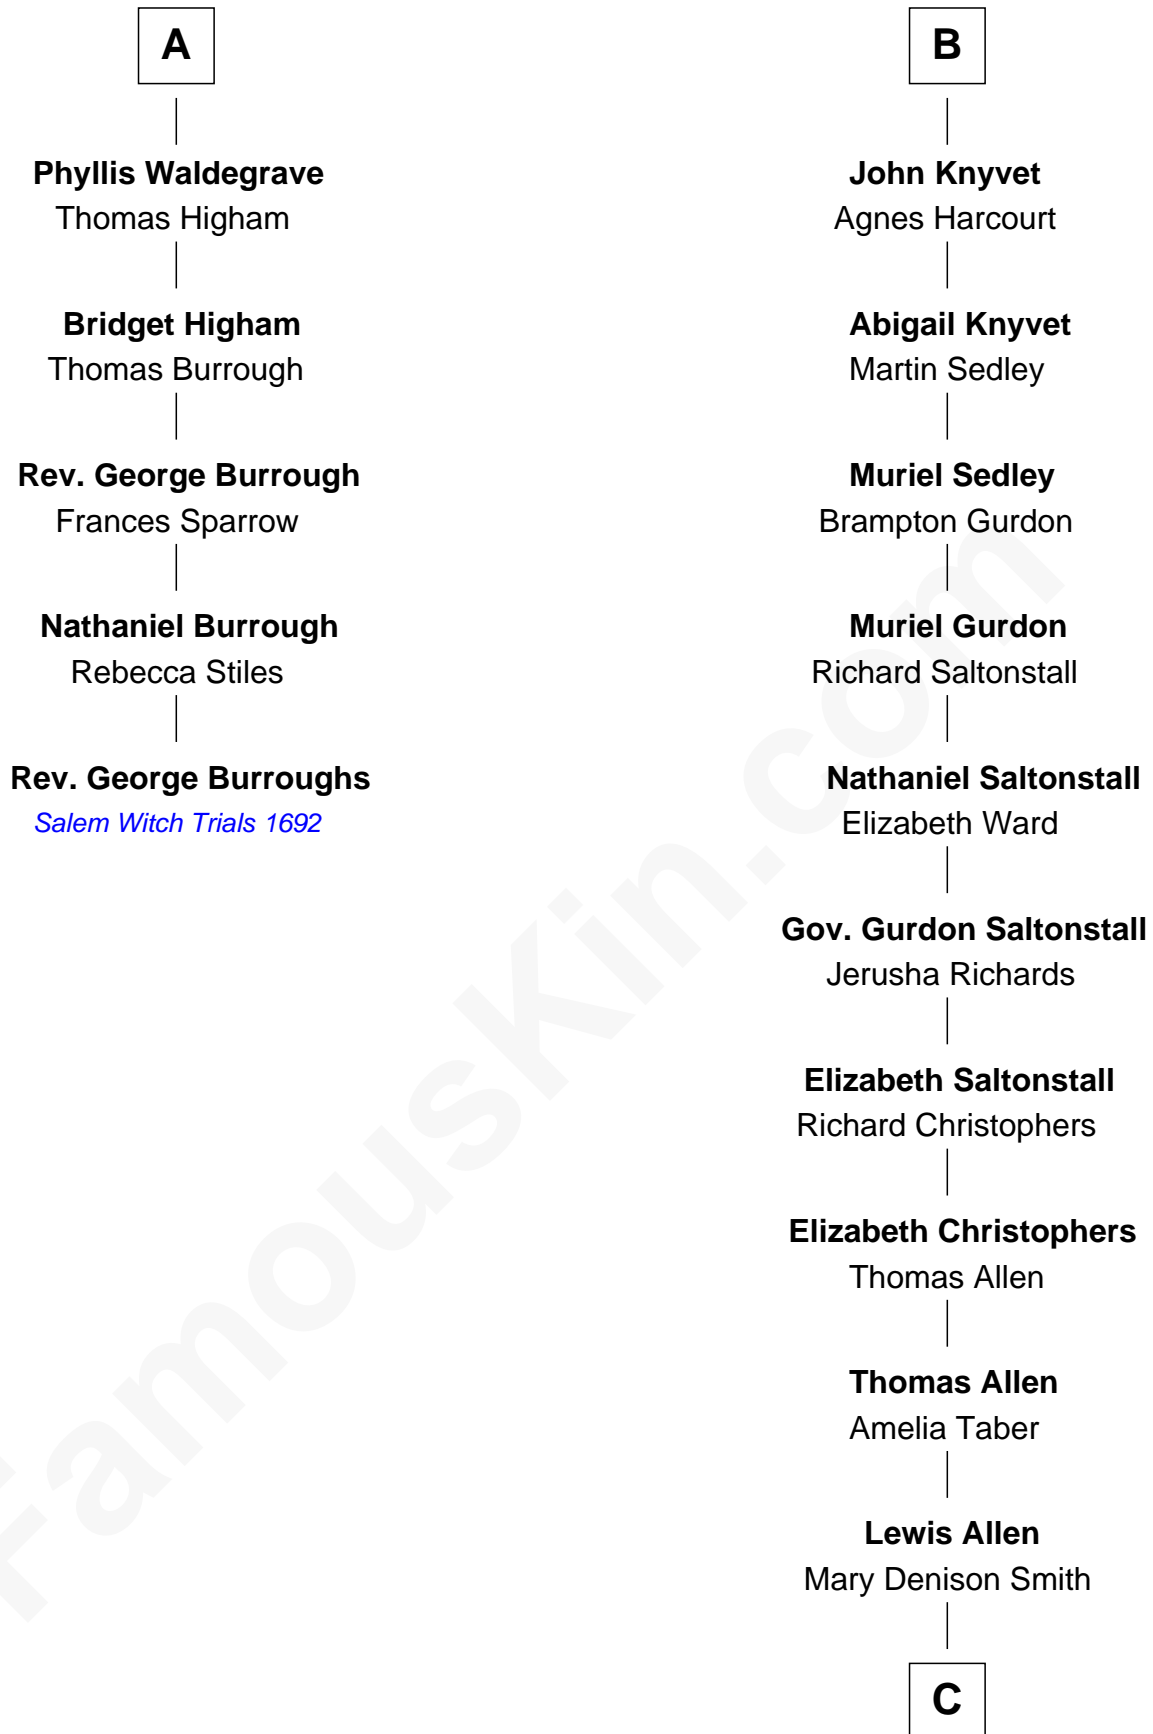 A
Phyllis Waldegrave
Thomas Higham
Bridget Higham
Thomas Burrough
Rev. George Burrough
Frances Sparrow
Nathaniel Burrough
Rebecca Stiles
Rev. George Burroughs
Salem Witch Trials 1692
B
John Knyvet
Agnes Harcourt
Abigail Knyvet
Martin Sedley
Muriel Sedley
Brampton Gurdon
Muriel Gurdon
Richard Saltonstall
Nathaniel Saltonstall
Elizabeth Ward
Gov. Gurdon Saltonstall
Jerusha Richards
Elizabeth Saltonstall
Richard Christophers
Elizabeth Christophers
Thomas Allen
Thomas Allen
Amelia Taber
Lewis Allen
Mary Denison Smith
C
FamousKin.com